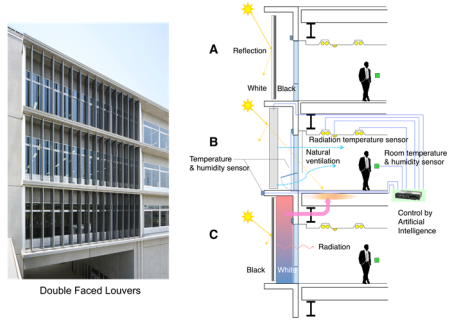 A
Reflection
White
Black
B
Radiation temperature sensor
Natural
ventilation
Room temperature
& humidity sensor
Temperature
& humidity sensor
Control by
Artificial
Intelligence
C
Radiation
Black
White
Double Faced Louvers